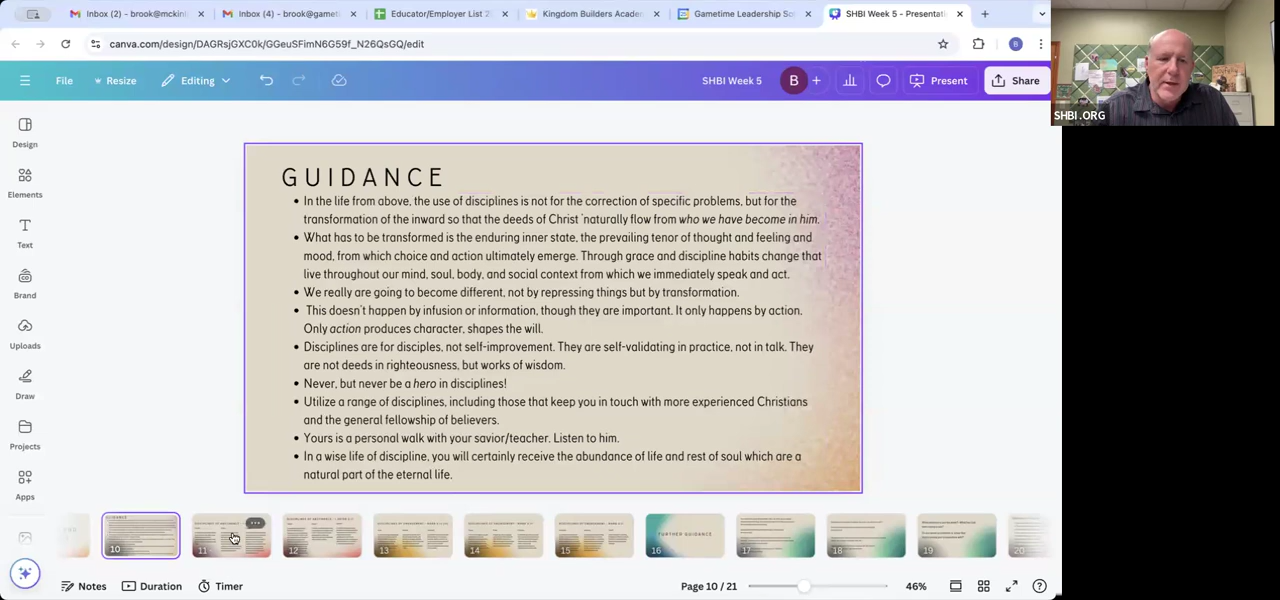 Inbox (2) - brook@mckin
Inbox (4) - brook@gameti
Educator/Employer List 2
Kingdom Builders Acade
Gametime Leadership So
SHBI Week 5 - Presentati
canva.com/design/DAGRsjGXC0k/GGeuSFimN6G59f_N26QsGQ/edit
B
File
Resize
Editing
SHBI Week 5
B
Present
Share
SHBI.ORG
Design
Elements
Text
Brand
Uploads
Draw
Projects
Apps
GUIDANCE
• In the life from above, the use of disciplines is not for the correction of specific problems, but for the
transformation of the inward so that the deeds of Christ 'naturally flow from who we have become in him.
• What has to be transformed is the enduring inner state, the prevailing tenor of thought and feeling and
mood, from which choice and action ultimately emerge. Through grace and discipline habits change that
live throughout our mind, soul, body, and social context from which we immediately speak and act.
• We really are going to become different, not by repressing things but by transformation.
• This doesn't happen by infusion or information, though they are important. It only happens by action.
Only action produces character, shapes the will.
• Disciplines are for disciples, not self-improvement. They are self-validating in practice, not in talk. They
are not deeds in righteousness, but works of wisdom.
• Never, but never be a hero in disciplines!
• Utilize a range of disciplines, including those that keep you in touch with more experienced Christians
and the general fellowship of believers.
• Yours is a personal walk with your savior/teacher. Listen to him.
• In a wise life of discipline, you will certainly receive the abundance of life and rest of soul which are a
natural part of the eternal life.
GUIDANCE
FURTHER GUIDANCE
10
11
12
13
14
15
16
17
18
19
20
Notes
Duration
Timer
Page 10 / 21
46%